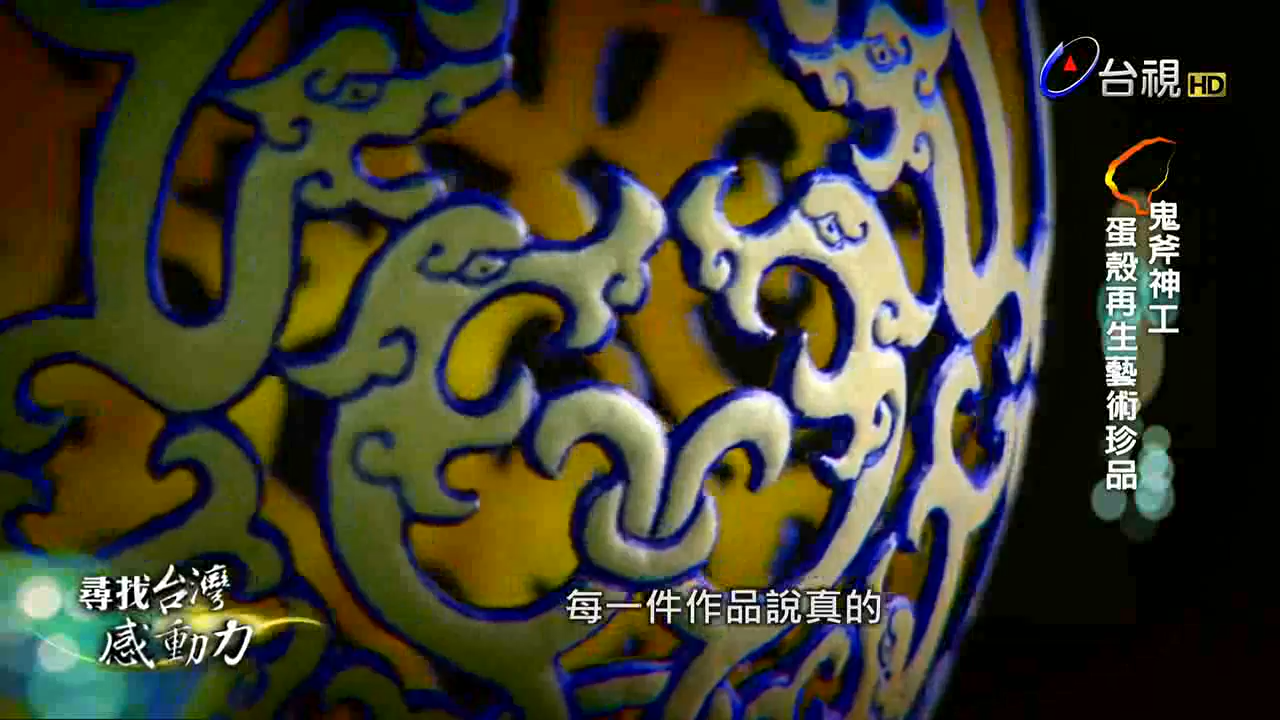 台視HD
鬼斧神工
蛋殼再生藝術珍品
每一件作品說真的
尋找台灣
感動力